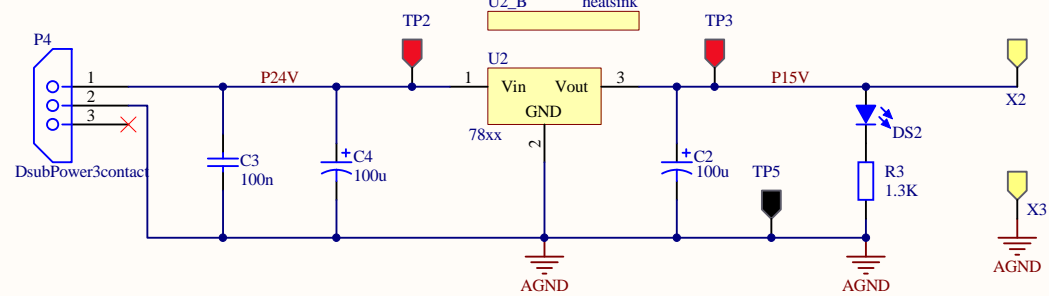 U2_B heatsink
TP2
TP3
P4
U2
1
P24V
1
Vin
Vout
3
P15V
2
GND
X2
3
78xx
2
DS2
C3
100n
C4
100u
C2
100u
TP5
R3
1.3K
DsubPower3contact
X3
AGND
AGND
AGND